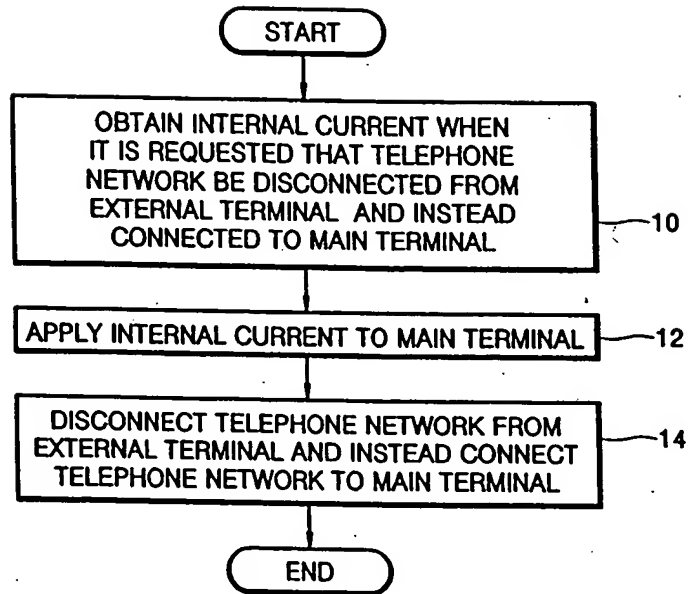 START
OBTAIN INTERNAL CURRENT WHEN
IT IS REQUESTED THAT TELEPHONE
NETWORK BE DISCONNECTED FROM
EXTERNAL TERMINAL AND INSTEAD
CONNECTED TO MAIN TERMINAL
10
APPLY INTERNAL CURRENT TO MAIN TERMINAL
12
DISCONNECT TELEPHONE NETWORK FROM
EXTERNAL TERMINAL AND INSTEAD CONNECT
TELEPHONE NETWORK TO MAIN TERMINAL
14
END